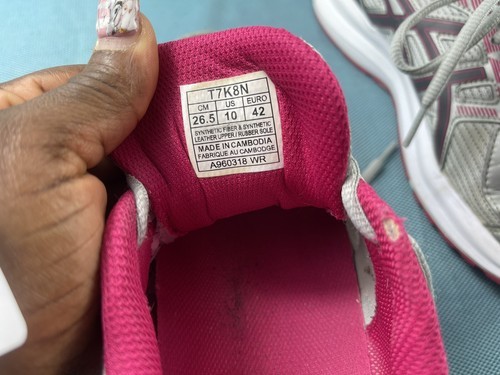 T7K8N
CM US EURO
26.5 10 42
SYNTHETIC FIBER & SYNTHETIC
LEATHER UPPER / RUBBER SOLE
MADE IN CAMBODIA
FABRIQUE AU CAMBODGE
A960318 WR